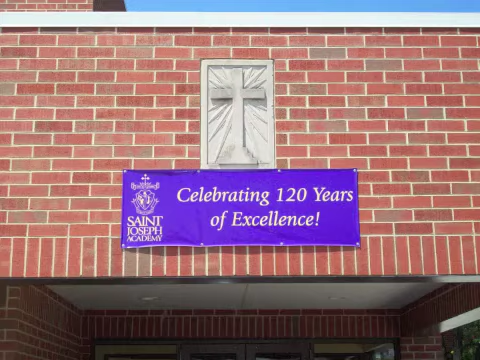 SAINT
JOSEPH
ACADEMY
Celebrating 120 Years
of Excellence!